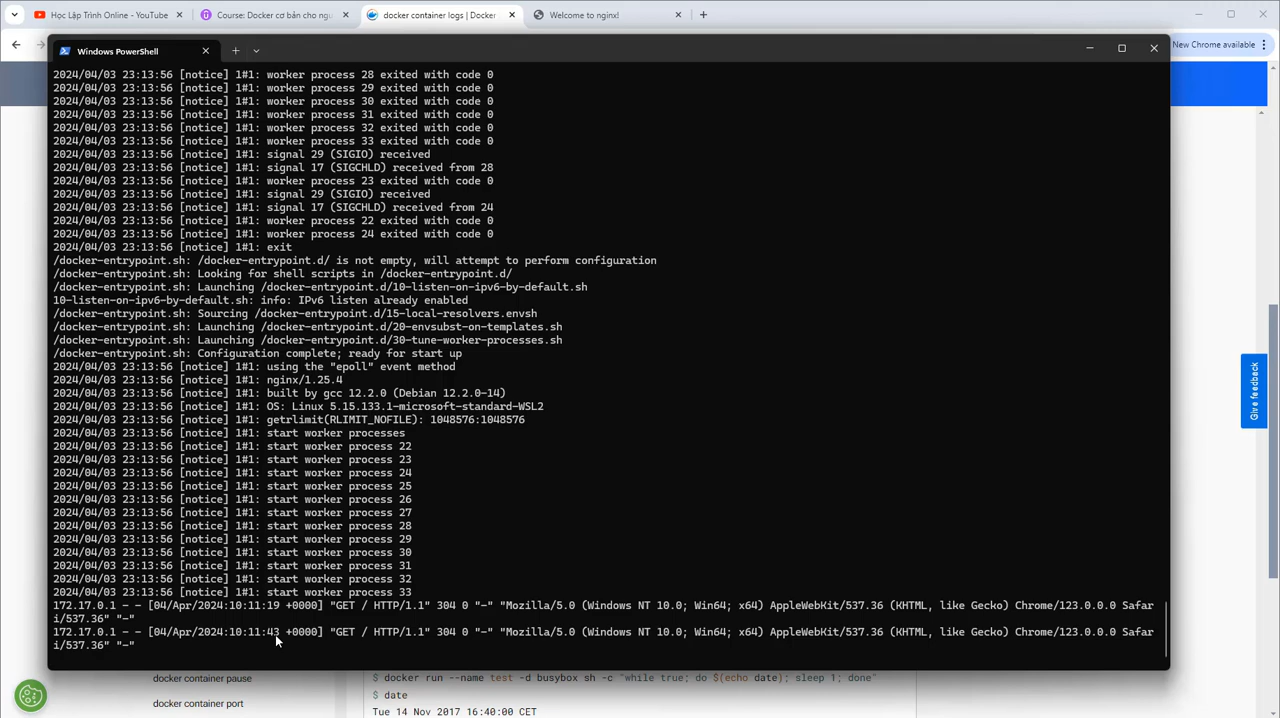 Học Lập Trình Online - YouTube
Course: Docker cơ bản cho ngư
docker container logs | Docker
Welcome to nginx!
New Chrome available
Windows PowerShell
2024/04/03 23:13:56 [notice] 1#1: worker process 28 exited with code 0
2024/04/03 23:13:56 [notice] 1#1: worker process 29 exited with code 0
2024/04/03 23:13:56 [notice] 1#1: worker process 30 exited with code 0
2024/04/03 23:13:56 [notice] 1#1: worker process 31 exited with code 0
2024/04/03 23:13:56 [notice] 1#1: worker process 32 exited with code 0
2024/04/03 23:13:56 [notice] 1#1: worker process 33 exited with code 0
2024/04/03 23:13:56 [notice] 1#1: signal 29 (SIGIO) received
2024/04/03 23:13:56 [notice] 1#1: signal 17 (SIGCHLD) received from 28
2024/04/03 23:13:56 [notice] 1#1: worker process 23 exited with code 0
2024/04/03 23:13:56 [notice] 1#1: signal 29 (SIGIO) received
2024/04/03 23:13:56 [notice] 1#1: signal 17 (SIGCHLD) received from 24
2024/04/03 23:13:56 [notice] 1#1: worker process 22 exited with code 0
2024/04/03 23:13:56 [notice] 1#1: worker process 24 exited with code 0
2024/04/03 23:13:56 [notice] 1#1: exit
/docker-entrypoint.sh: /docker-entrypoint.d/ is not empty, will attempt to perform configuration
/docker-entrypoint.sh: Looking for shell scripts in /docker-entrypoint.d/
/docker-entrypoint.sh: Launching /docker-entrypoint.d/10-listen-on-ipv6-by-default.sh
10-listen-on-ipv6-by-default.sh: info: IPv6 listen already enabled
/docker-entrypoint.sh: Sourcing /docker-entrypoint.d/15-local-resolvers.envsh
/docker-entrypoint.sh: Launching /docker-entrypoint.d/20-envsubst-on-templates.sh
/docker-entrypoint.sh: Launching /docker-entrypoint.d/30-tune-worker-processes.sh
/docker-entrypoint.sh: Configuration complete; ready for start up
2024/04/03 23:13:56 [notice] 1#1: using the "epoll" event method
2024/04/03 23:13:56 [notice] 1#1: nginx/1.25.4
2024/04/03 23:13:56 [notice] 1#1: built by gcc 12.2.0 (Debian 12.2.0-14)
2024/04/03 23:13:56 [notice] 1#1: OS: Linux 5.15.133.1-microsoft-standard-WSL2
2024/04/03 23:13:56 [notice] 1#1: getrlimit(RLIMIT_NOFILE): 1048576:1048576
2024/04/03 23:13:56 [notice] 1#1: start worker processes
2024/04/03 23:13:56 [notice] 1#1: start worker process 22
2024/04/03 23:13:56 [notice] 1#1: start worker process 23
2024/04/03 23:13:56 [notice] 1#1: start worker process 24
2024/04/03 23:13:56 [notice] 1#1: start worker process 25
2024/04/03 23:13:56 [notice] 1#1: start worker process 26
2024/04/03 23:13:56 [notice] 1#1: start worker process 27
2024/04/03 23:13:56 [notice] 1#1: start worker process 28
2024/04/03 23:13:56 [notice] 1#1: start worker process 29
2024/04/03 23:13:56 [notice] 1#1: start worker process 30
2024/04/03 23:13:56 [notice] 1#1: start worker process 31
2024/04/03 23:13:56 [notice] 1#1: start worker process 32
2024/04/03 23:13:56 [notice] 1#1: start worker process 33
172.17.0.1 - - [04/Apr/2024:10:11:19 +0000] "GET / HTTP/1.1" 304 0 "-" "Mozilla/5.0 (Windows NT 10.0; Win64; x64) AppleWebKit/537.36 (KHTML, like Gecko) Chrome/123.0.0.0 Safar
i/537.36" "-"
172.17.0.1 - - [04/Apr/2024:10:11:43 +0000] "GET / HTTP/1.1" 304 0 "-" "Mozilla/5.0 (Windows NT 10.0; Win64; x64) AppleWebKit/537.36 (KHTML, like Gecko) Chrome/123.0.0.0 Safar
i/537.36" "-"
Give feedback
docker container pause
docker container port
$ docker run --name test -d busybox sh -c "while true; do $(echo date); sleep 1; done"
$ date
Tue 14 Nov 2017 16:40:00 CET